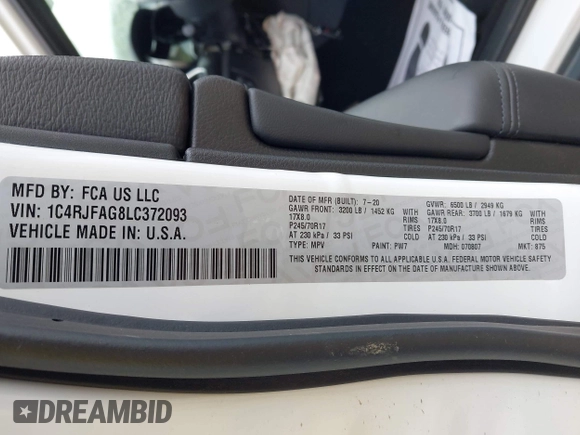 MFD BY: FCA US LLC
VIN: 1C4RJFAG8LC372093
VEHICLE MADE IN: U.S.A.
DATE OF MFR (BUILT): 7-20 GVWR: 6500 LB / 2949 KG
GAWR FRONT: 3200 LB / 1452 KG WITH GAWR REAR: 3700 LB / 1679 KG WITH
17X8.0 RIMS 17X8.0 RIMS
P245/70R17 P245/70R17
AT 230 kPa / 33 PSI COLD AT 230 kPa / 33 PSI COLD
TYPE: MPV PAINT: PW7 MDH: 070807 MKT: 875
THIS VEHICLE CONFORMS TO ALL APPLICABLE U.S.A. FEDERAL MOTOR VEHICLE SAFETY
STANDARDS IN EFFECT ON THE DATE OF MANUFACTURE SHOWN ABOVE.
DREAMBID